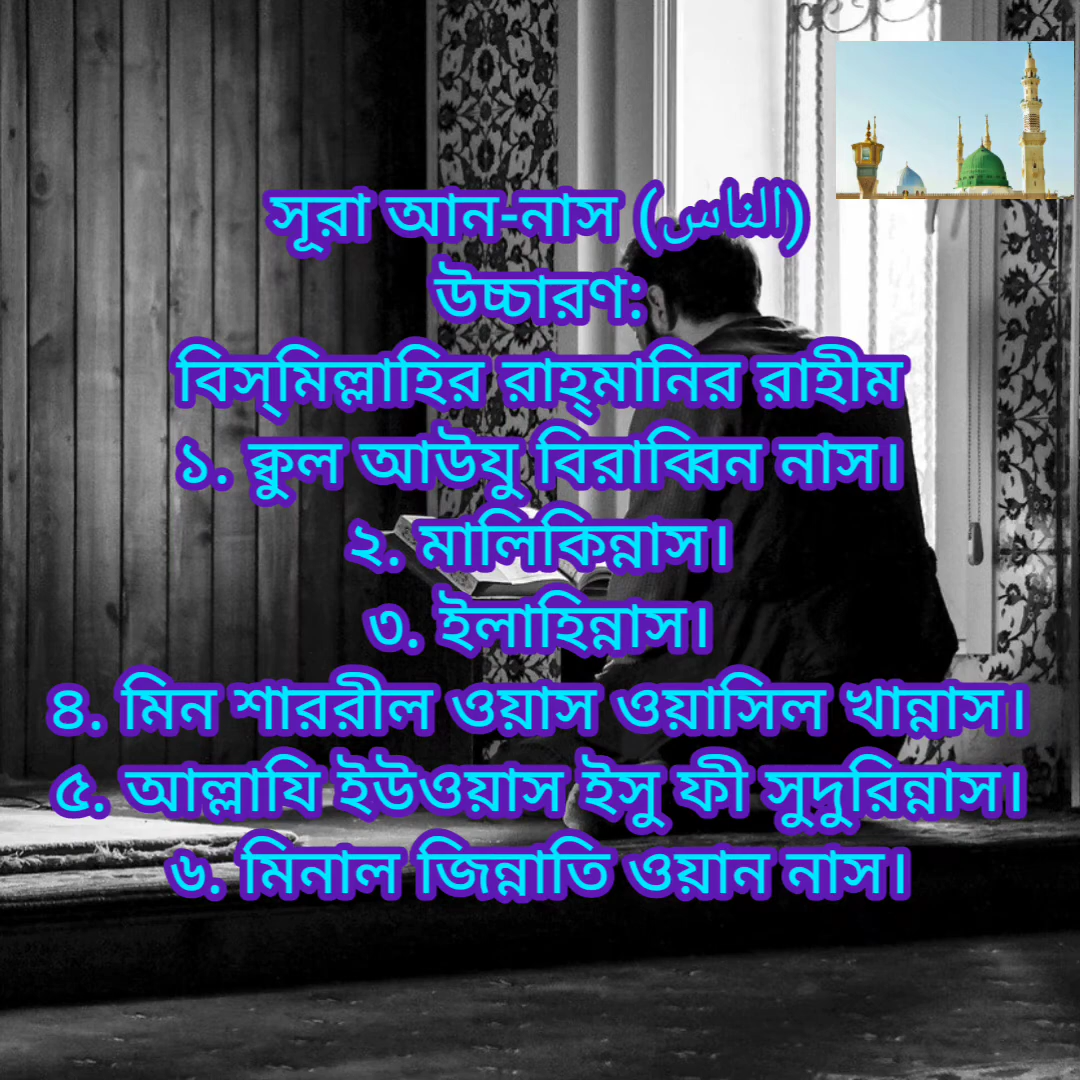 সূরা আন-নাস (الناس)
উচ্চারণ:
বিস্‌মিল্লাহির রাহ্‌মানির রাহীম
১. ক্বুল আউযু বিরাব্বিন নাস।
২. মালিকিন্নাস।
৩. ইলাহিন্নাস।
৪. মিন শাররীল ওয়াস ওয়াসিল খান্নাস।
৫. আল্লাযি ইউওয়াস ইসু ফী সুদুরিন্নাস।
৬. মিনাল জিন্নাতি ওয়ান নাস।